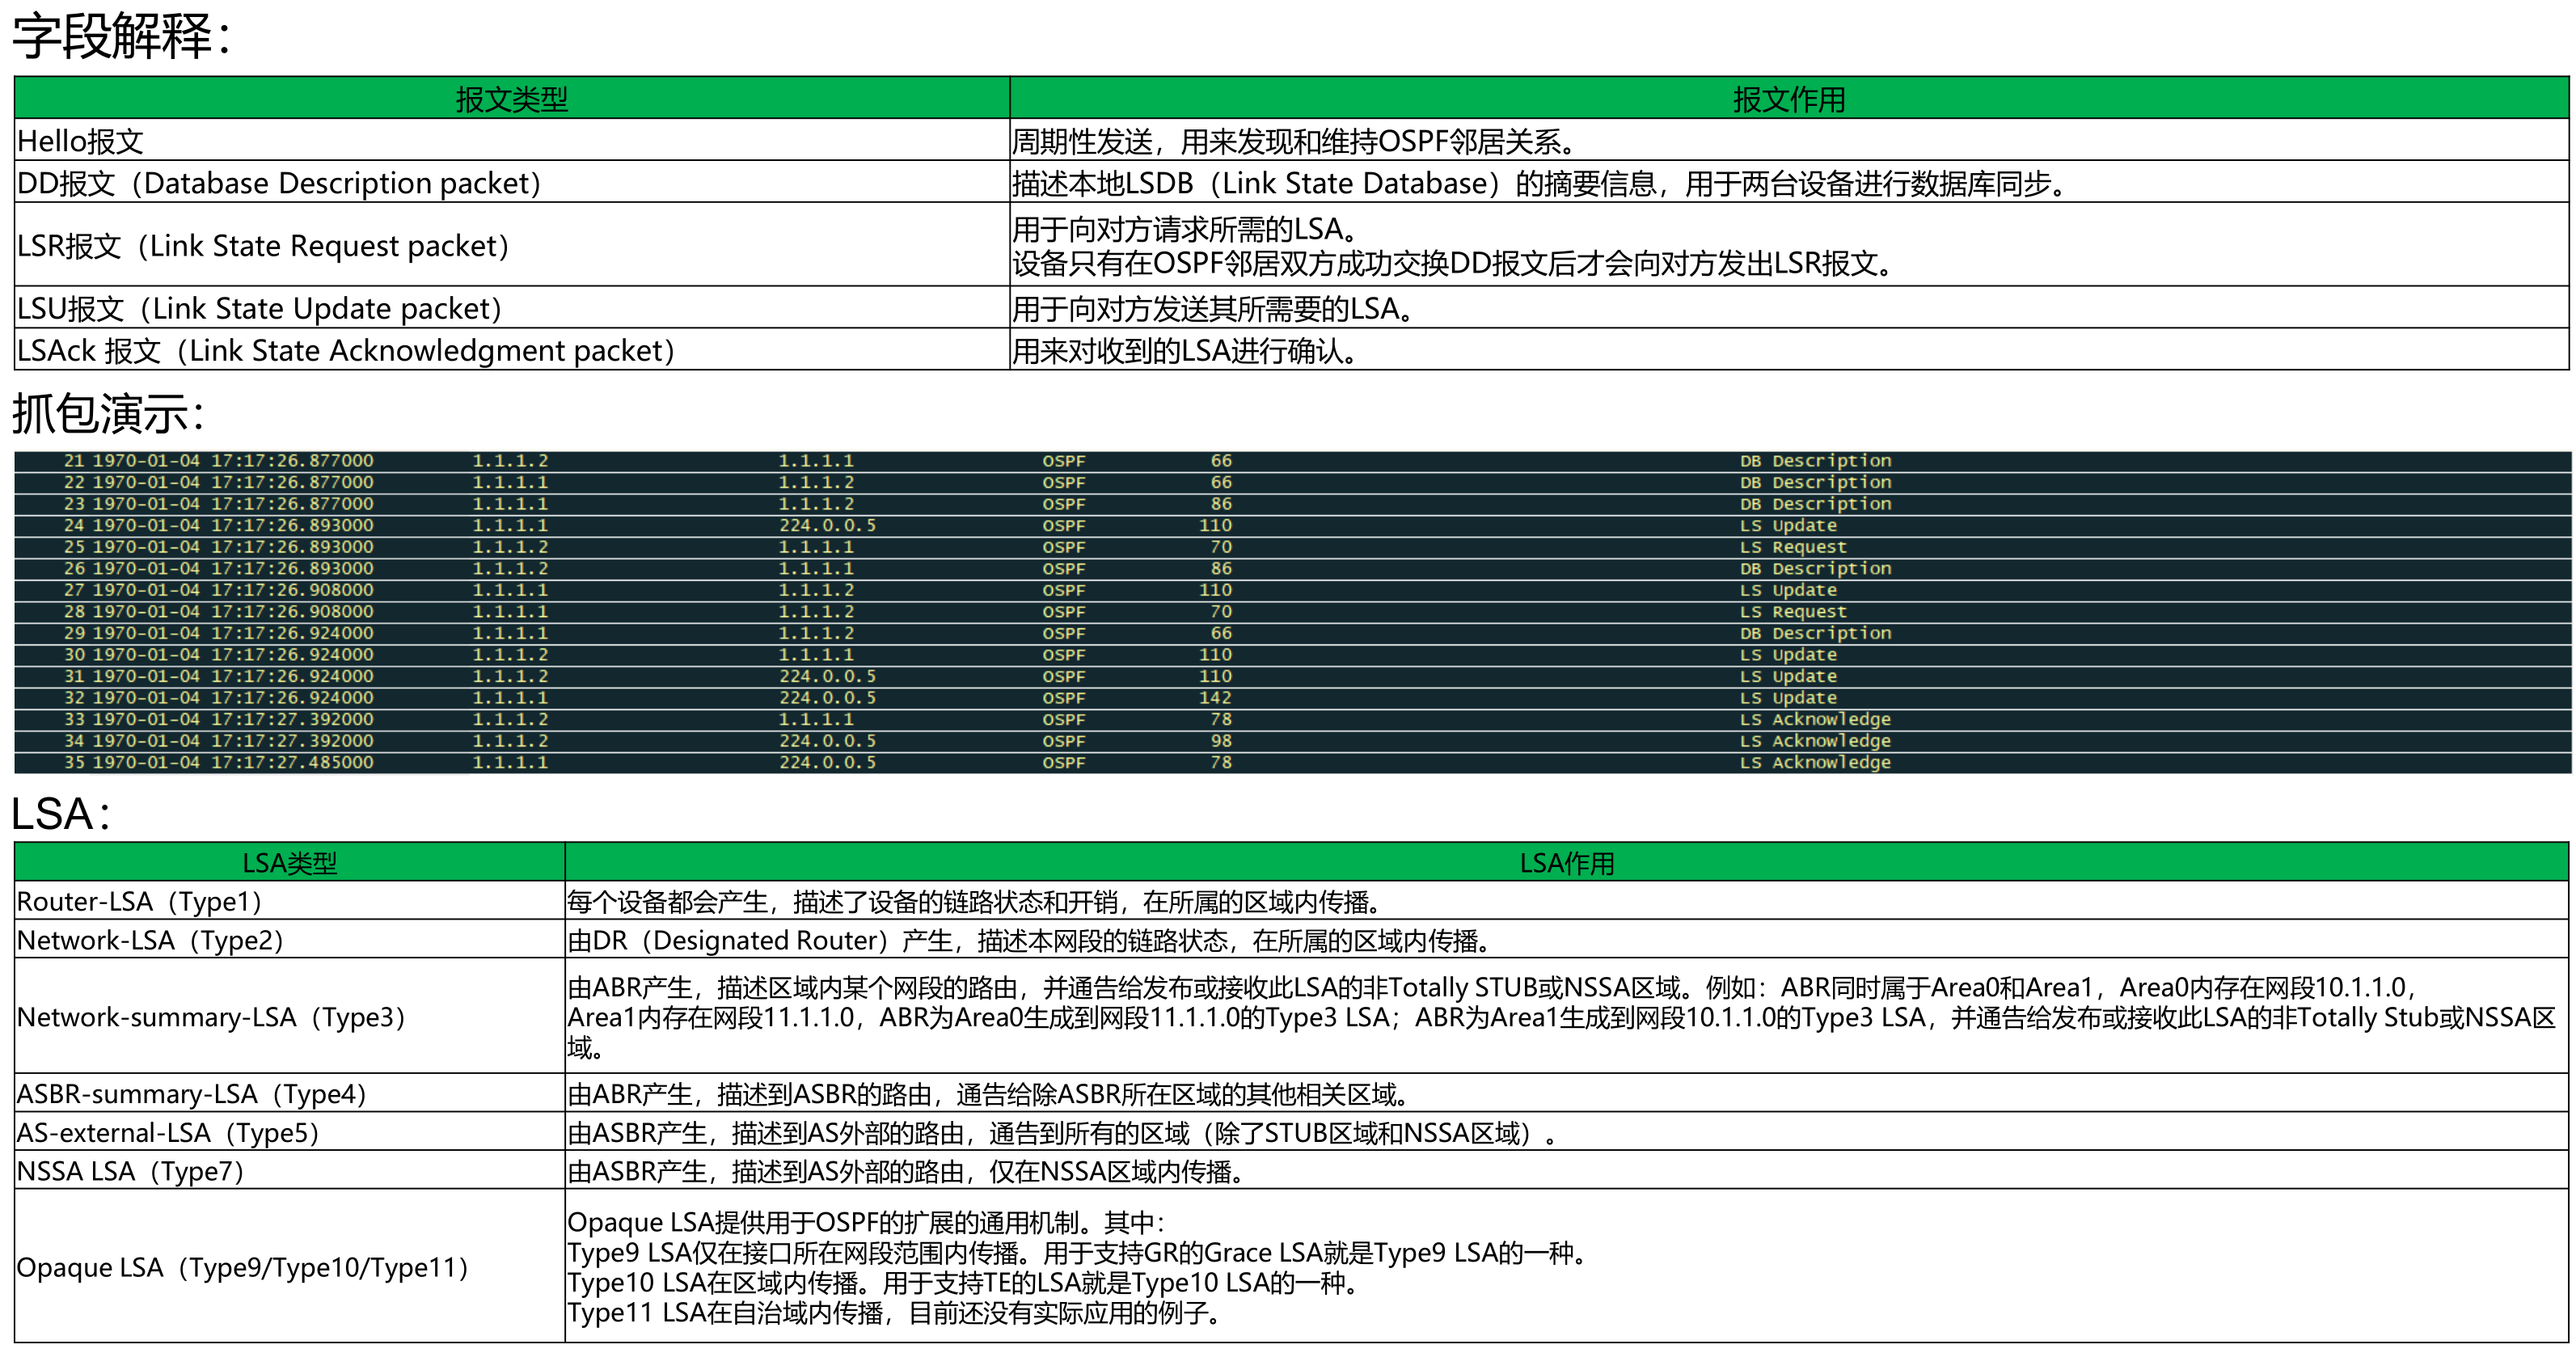 字段解释：
报文类型 报文作用
Hello报文 周期性发送，用来发现和维持OSPF邻居关系。
DD报文（Database Description packet） 描述本地LSDB（Link State Database）的摘要信息，用于两台设备进行数据库同步。
LSR报文（Link State Request packet） 用于向对方请求所需的LSA。
设备只有在OSPF邻居双方成功交换DD报文后才会向对方发出LSR报文。
LSU报文（Link State Update packet） 用于向对方发送其所需要的LSA。
LSAck 报文（Link State Acknowledgment packet） 用来对收到的LSA进行确认。
抓包演示：
21 1970-01-04 17:17:26.877000 1.1.1.2 1.1.1.1 OSPF 66 DB Description
22 1970-01-04 17:17:26.877000 1.1.1.1 1.1.1.2 OSPF 66 DB Description
23 1970-01-04 17:17:26.877000 1.1.1.1 1.1.1.2 OSPF 86 DB Description
24 1970-01-04 17:17:26.893000 1.1.1.1 224.0.0.5 OSPF 110 LS Update
25 1970-01-04 17:17:26.893000 1.1.1.2 1.1.1.1 OSPF 70 LS Request
26 1970-01-04 17:17:26.893000 1.1.1.2 1.1.1.1 OSPF 86 DB Description
27 1970-01-04 17:17:26.908000 1.1.1.1 1.1.1.2 OSPF 110 LS Update
28 1970-01-04 17:17:26.908000 1.1.1.1 1.1.1.2 OSPF 70 LS Request
29 1970-01-04 17:17:26.924000 1.1.1.1 1.1.1.2 OSPF 66 DB Description
30 1970-01-04 17:17:26.924000 1.1.1.2 1.1.1.1 OSPF 110 LS Update
31 1970-01-04 17:17:26.924000 1.1.1.2 224.0.0.5 OSPF 110 LS Update
32 1970-01-04 17:17:26.924000 1.1.1.1 224.0.0.5 OSPF 142 LS Update
33 1970-01-04 17:17:27.392000 1.1.1.2 1.1.1.1 OSPF 78 LS Acknowledge
34 1970-01-04 17:17:27.392000 1.1.1.2 224.0.0.5 OSPF 98 LS Acknowledge
35 1970-01-04 17:17:27.485000 1.1.1.1 224.0.0.5 OSPF 78 LS Acknowledge
LSA：
LSA类型 LSA作用
Router-LSA（Type1） 每个设备都会产生，描述了设备的链路状态和开销，在所属的区域内传播。
Network-LSA（Type2） 由DR（Designated Router）产生，描述本网段的链路状态，在所属的区域内传播。
Network-summary-LSA（Type3） 由ABR产生，描述区域内某个网段的路由，并通告给发布或接收此LSA的非Totally STUB或NSSA区域。例如：ABR同时属于Area0和Area1，Area0内存在网段10.1.1.0，
Area1内存在网段11.1.1.0，ABR为Area0生成到网段11.1.1.0的Type3 LSA；ABR为Area1生成到网段10.1.1.0的Type3 LSA，并通告给发布或接收此LSA的非Totally Stub或NSSA区
域。
ASBR-summary-LSA（Type4） 由ABR产生，描述到ASBR的路由，通告给除ASBR所在区域的其他相关区域。
AS-external-LSA（Type5） 由ASBR产生，描述到AS外部的路由，通告到所有的区域（除了STUB区域和NSSA区域）。
NSSA LSA（Type7） 由ASBR产生，描述到AS外部的路由，仅在NSSA区域内传播。
Opaque LSA（Type9/Type10/Type11） Opaque LSA提供用于OSPF的扩展的通用机制。其中：
Type9 LSA仅在接口所在网段范围内传播。用于支持GR的Grace LSA就是Type9 LSA的一种。
Type10 LSA在区域内传播。用于支持TE的LSA就是Type10 LSA的一种。
Type11 LSA在自治域内传播，目前还没有实际应用的例子。